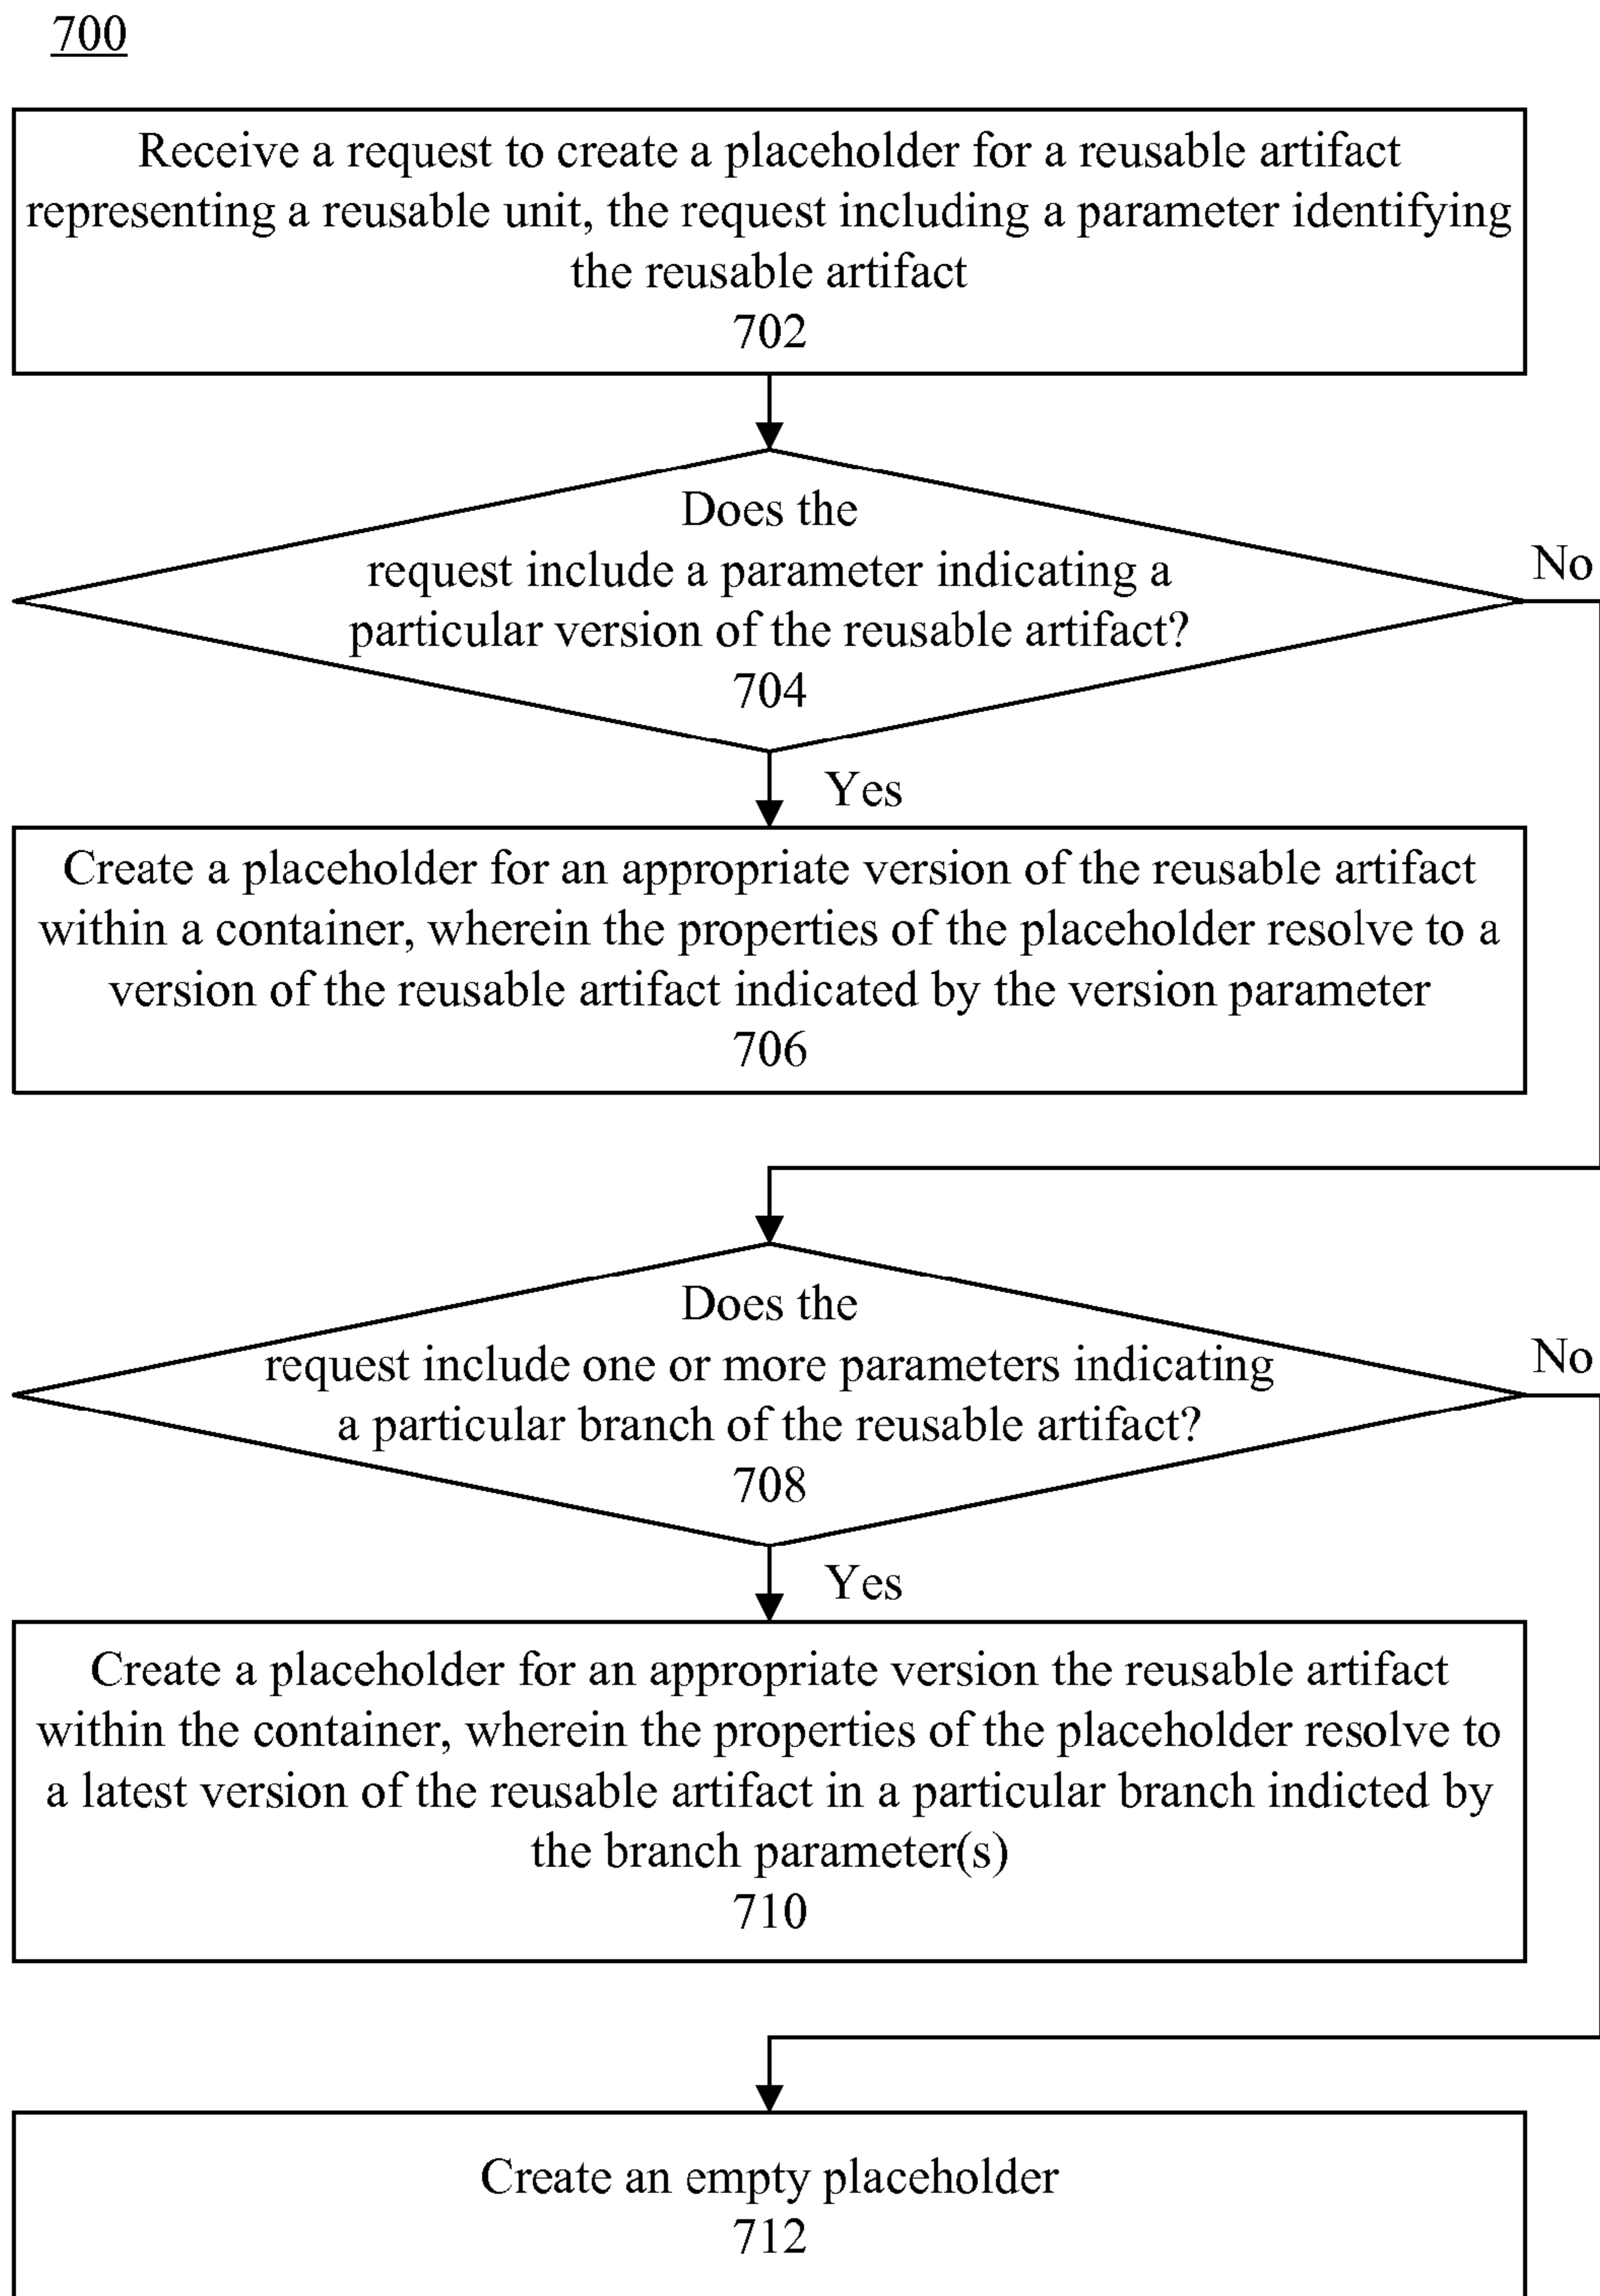 700
Receive a request to create a placeholder for a reusable artifact
representing a reusable unit, the request including a parameter identifying
the reusable artifact
702
Does the
request include a parameter indicating a
particular version of the reusable artifact?
704
No
Yes
Create a placeholder for an appropriate version of the reusable artifact
within a container, wherein the properties of the placeholder resolve to a
version of the reusable artifact indicated by the version parameter
706
Does the
request include one or more parameters indicating
a particular branch of the reusable artifact?
708
No
Yes
Create a placeholder for an appropriate version the reusable artifact
within the container, wherein the properties of the placeholder resolve to
a latest version of the reusable artifact in a particular branch indicted by
the branch parameter(s)
710
Create an empty placeholder
712